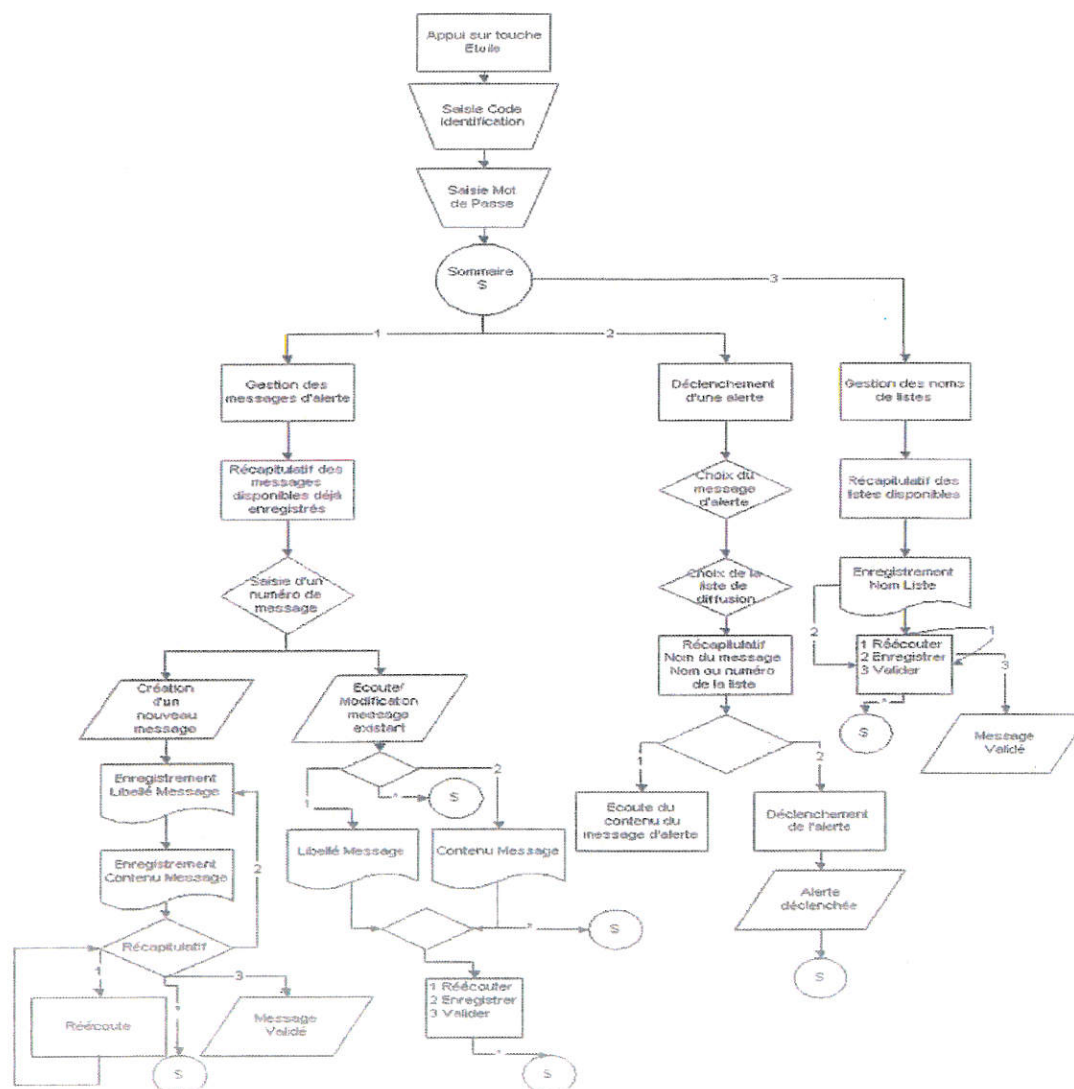 Appui sur touche
Etoile
Saisie Code
Identification
Saisie Mot
de Passe
Sommaire
S
1
2
3
Gestion des
messages d'alerte
Déclenchement
d'une alerte
Gestion des noms
de listes
Récapitulatif des
messages
disponibles déjà
enregistrés
Choix du
message
d'alerte
Récapitulatif des
listes disponibles
Saisie d'un
numéro de
message
Choix de la
liste de
diffusion
Enregistrement
Nom Liste
2
1
Récapitulatif
Nom du message
Nom ou numéro
de la liste
1 Réécouter
2 Enregistrer
3 Valider
3
*
S
Message
Validé
Création
d'un
nouveau
message
Ecoute/
Modification
message
existant
1
2
*
S
1
2
Enregistrement
Libellé Message
Ecoute du
contenu du
message d'alerte
Déclenchement
de l'alerte
Libellé Message
Contenu Message
Enregistrement
Contenu Message
2
Alerte
déclenchée
*
S
S
Récapitulatif
1
3
*
Réécoute
Message
Validé
S
1 Réécouter
2 Enregistrer
3 Valider
*
S